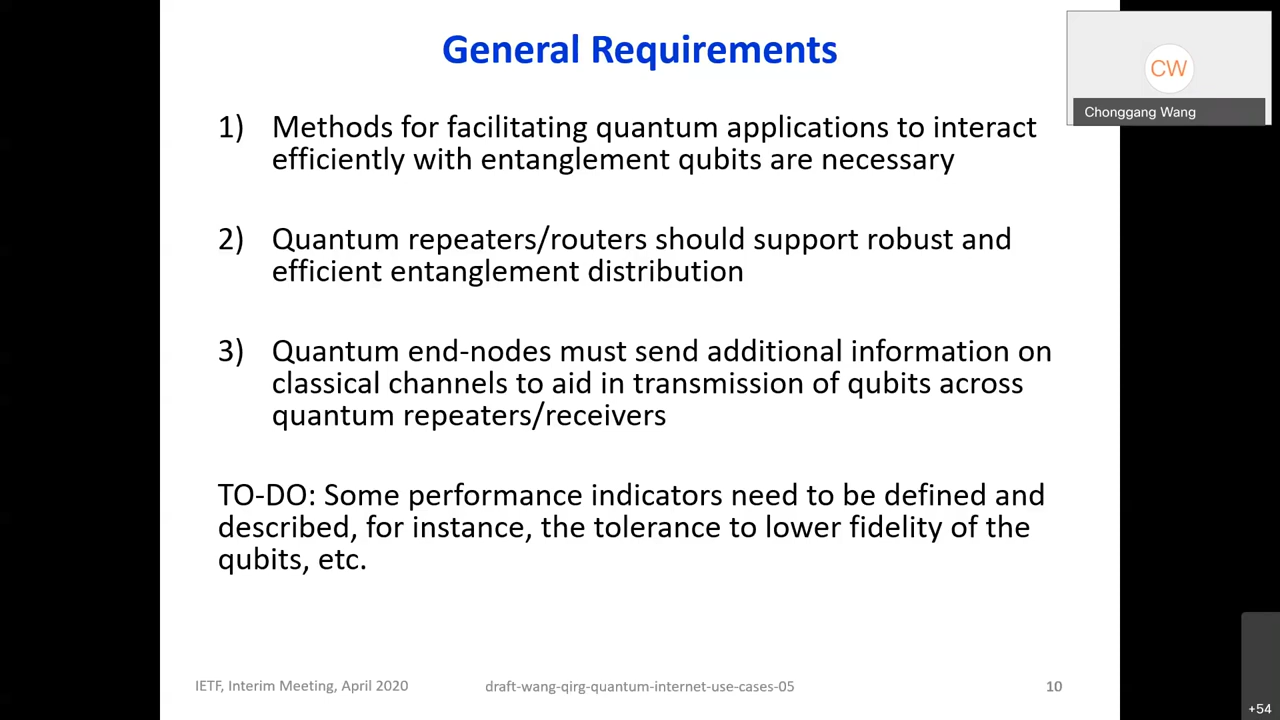 General Requirements
CW
Chonggang Wang
1) Methods for facilitating quantum applications to interact
efficiently with entanglement qubits are necessary
2) Quantum repeaters/routers should support robust and
efficient entanglement distribution
3) Quantum end-nodes must send additional information on
classical channels to aid in transmission of qubits across
quantum repeaters/receivers
TO-DO: Some performance indicators need to be defined and
described, for instance, the tolerance to lower fidelity of the
qubits, etc.
IETF, Interim Meeting, April 2020
draft-wang-qirg-quantum-internet-use-cases-05
10
+54